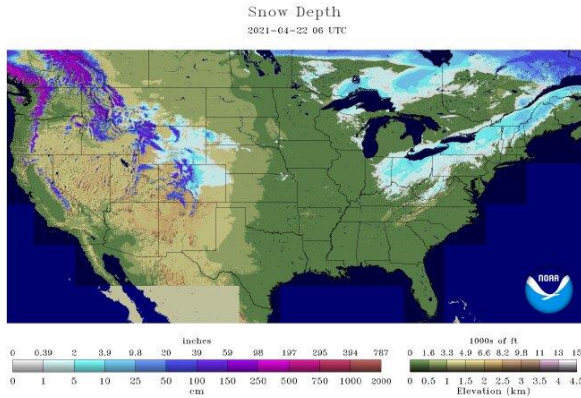 Snow Depth
2021-04-22 06 UTC
NOAA
inches
0 0.39 2 3.9 9.8 20 39 59 98 197 295 394 787
0 1 5 10 25 50 100 150 250 500 750 1000 2000
cm
1000s of ft
0 1.6 3.3 4.9 6.6 8.2 9.8 11 13 15
0 0.5 1 1.5 2 2.5 3 3.5 4 4.5
Elevation (km)